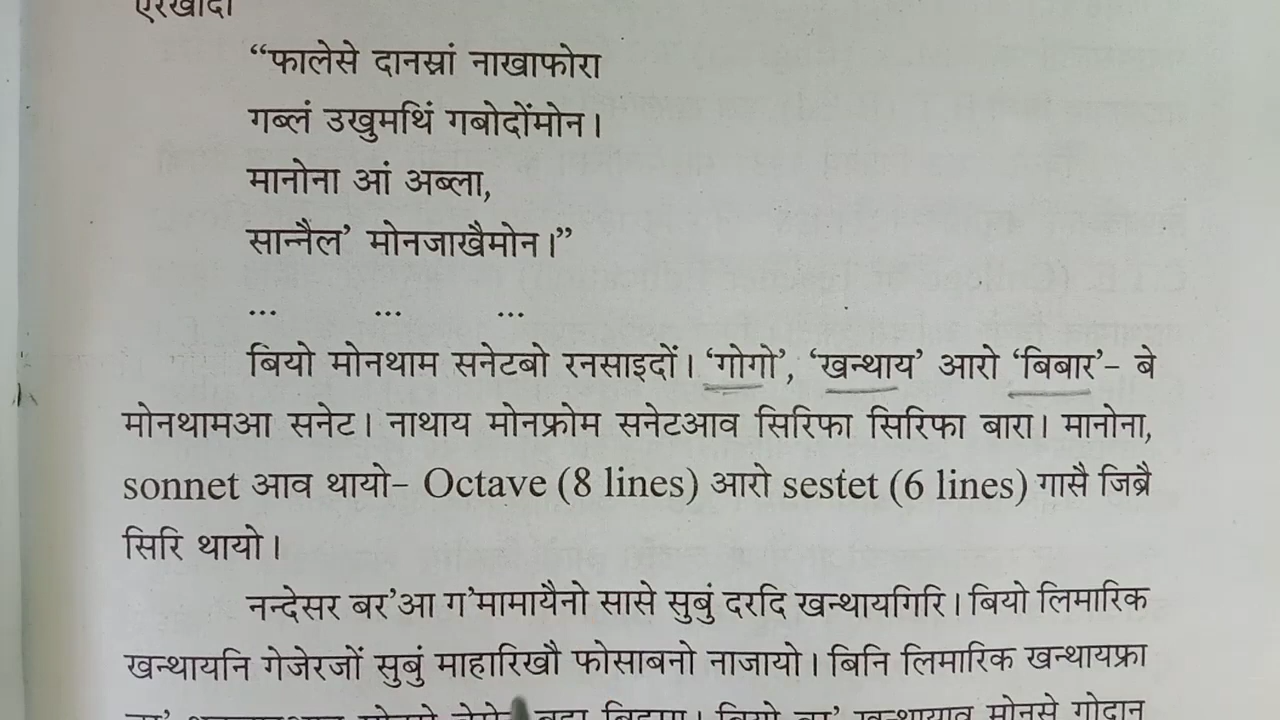 “फालेसे दानस्रां नाखाफोरा
गब्लं उखुमथिं गबोदोंमोन।
मानोना आं अब्ला,
सान्नैल’ मोनजाखैमोन।”
... ... ...
बियो मोनथाम सनेटबो रनसाइदों। ‘गोगो’, ‘खन्थाय’ आरो ‘बिबार’– बे
मोनथामआ सनेट। नाथाय मोनफ्रोम सनेटआव सिरिफा सिरिफा बारा। मानोना,
sonnet आव थायो– Octave (8 lines) आरो sestet (6 lines) गासै जिब्रै
सिरि थायो।
नन्देसर बर’आ ग’मामायैनो सासे सुबुं दरदि खन्थायगिरि। बियो लिमारिक
खन्थायनि गेजेरजों सुबुं माहारिखौ फोसाबनो नाजायो। बिनि लिमारिक खन्थायफ्रा